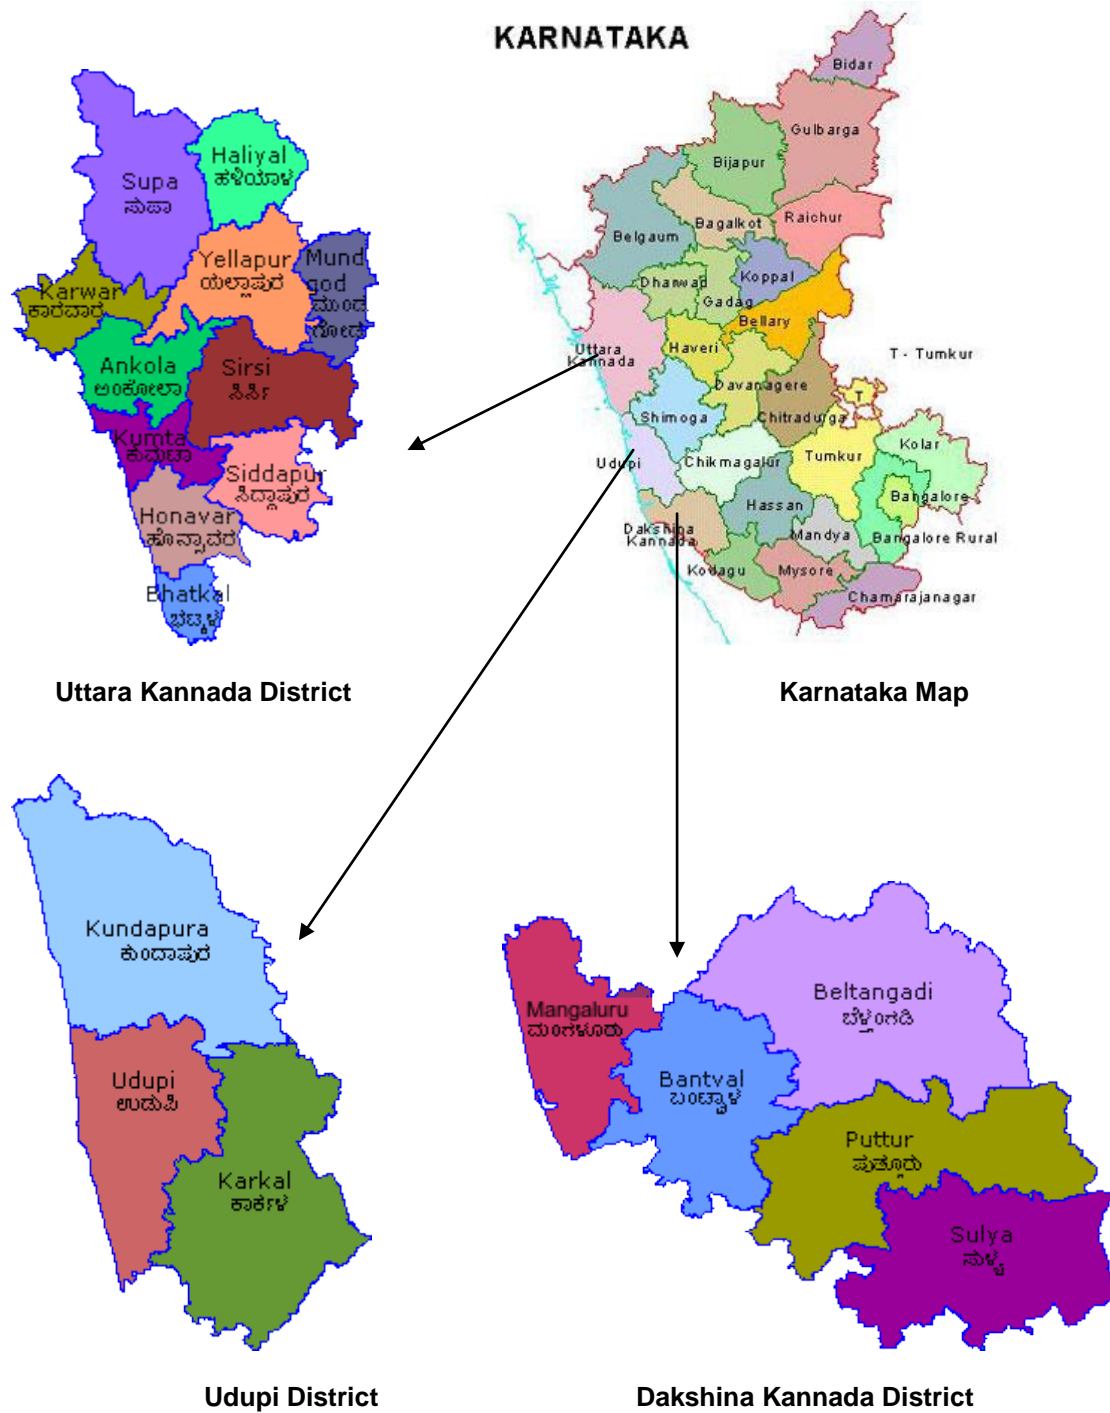 KARNATAKA
Supa
ಸುಪಾ
Haliyal
ಹಳಿಯಾಳ
Yellapur
ಯಲ್ಲಾಪುರ
Mund
god
ಮುಂಡ
ಗೋಡ
Karwar
ಕಾರವಾರ
Ankola
ಅಂಕೋಲಾ
Sirsi
ಸಿರ್ಸಿ
Kumta
ಕುಮಟಾ
Siddapur
ಸಿದ್ದಾಪುರ
Honavar
ಹೊನ್ನಾವರ
Bhatkal
ಭಟ್ಕಳ
Uttara Kannada District
Bidar
Gulbarga
Bijapur
Bagalkot
Raichur
Belgaum
Koppal
Dharwad
Gadag
Bellary
Uttara
Kannada
Haveri
T - Tumkur
Davanagere
T
Shimoga
Chitradurga
Kolar
Udupi
Chikmagalur
Tumkur
Bangalore
Hassan
Dakshina
Kannada
Mandya
Bangalore Rural
Kodagu
Mysore
Chamarajanagar
Karnataka Map
Kundapura
ಕುಂದಾಪುರ
Udupi
ಉಡುಪಿ
Karkal
ಕಾರ್ಕಳ
Udupi District
Mangaluru
ಮಂಗಳೂರು
Bantval
ಬಂಟ್ವಾಳ
Beltangadi
ಬೆಳ್ತಂಗಡಿ
Puttur
ಪುತ್ತೂರು
Sulya
ಸುಳ್ಯ
Dakshina Kannada District